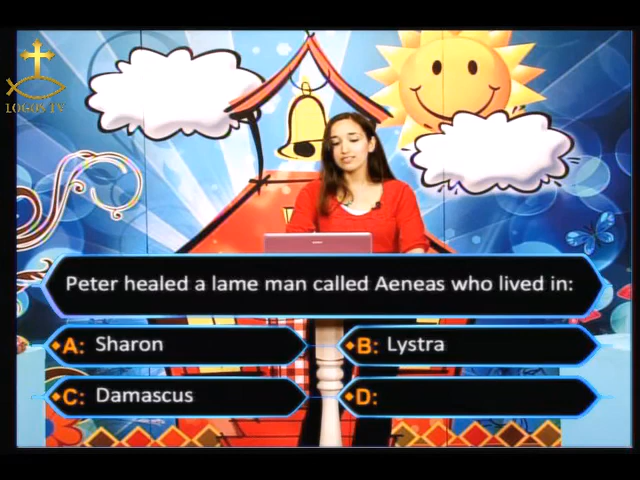 LOGOS TV
Peter healed a lame man called Aeneas who lived in:
A: Sharon
B: Lystra
C: Damascus
D: